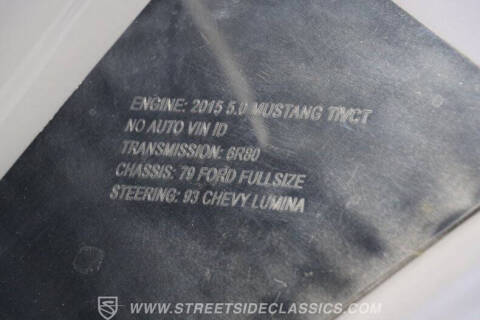 ENGINE: 2015 5.0 MUSTANG TIVCT
NO AUTO VIN ID
TRANSMISSION: 6R80
CHASSIS: 79 FORD FULLSIZE
STEERING: 93 CHEVY LUMINA
WWW.STREETSIDECLASSICS.COM